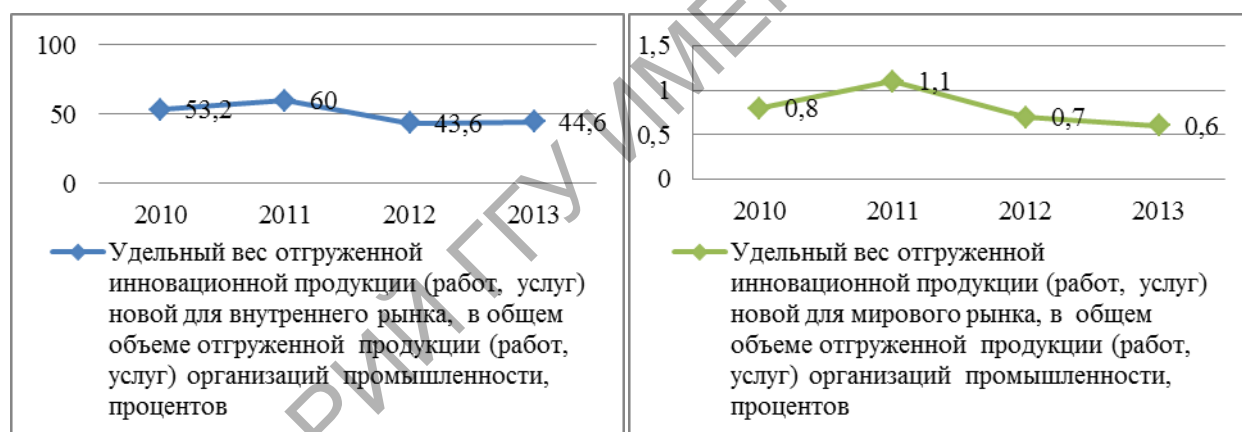 100
50
0
53,2
60
43,6
44,6
2010 2011 2012 2013
Удельный вес отгруженной
инновационной продукции (работ, услуг)
новой для внутреннего рынка, в общем
объеме отгруженной продукции (работ,
услуг) организаций промышленности,
процентов
1,5
1
0,5
0
0,8
1,1
0,7
0,6
2010 2011 2012 2013
Удельный вес отгруженной
инновационной продукции (работ, услуг)
новой для мирового рынка, в общем
объеме отгруженной продукции (работ,
услуг) организаций промышленности,
процентов
РИЙ ГГУ ИМЕ